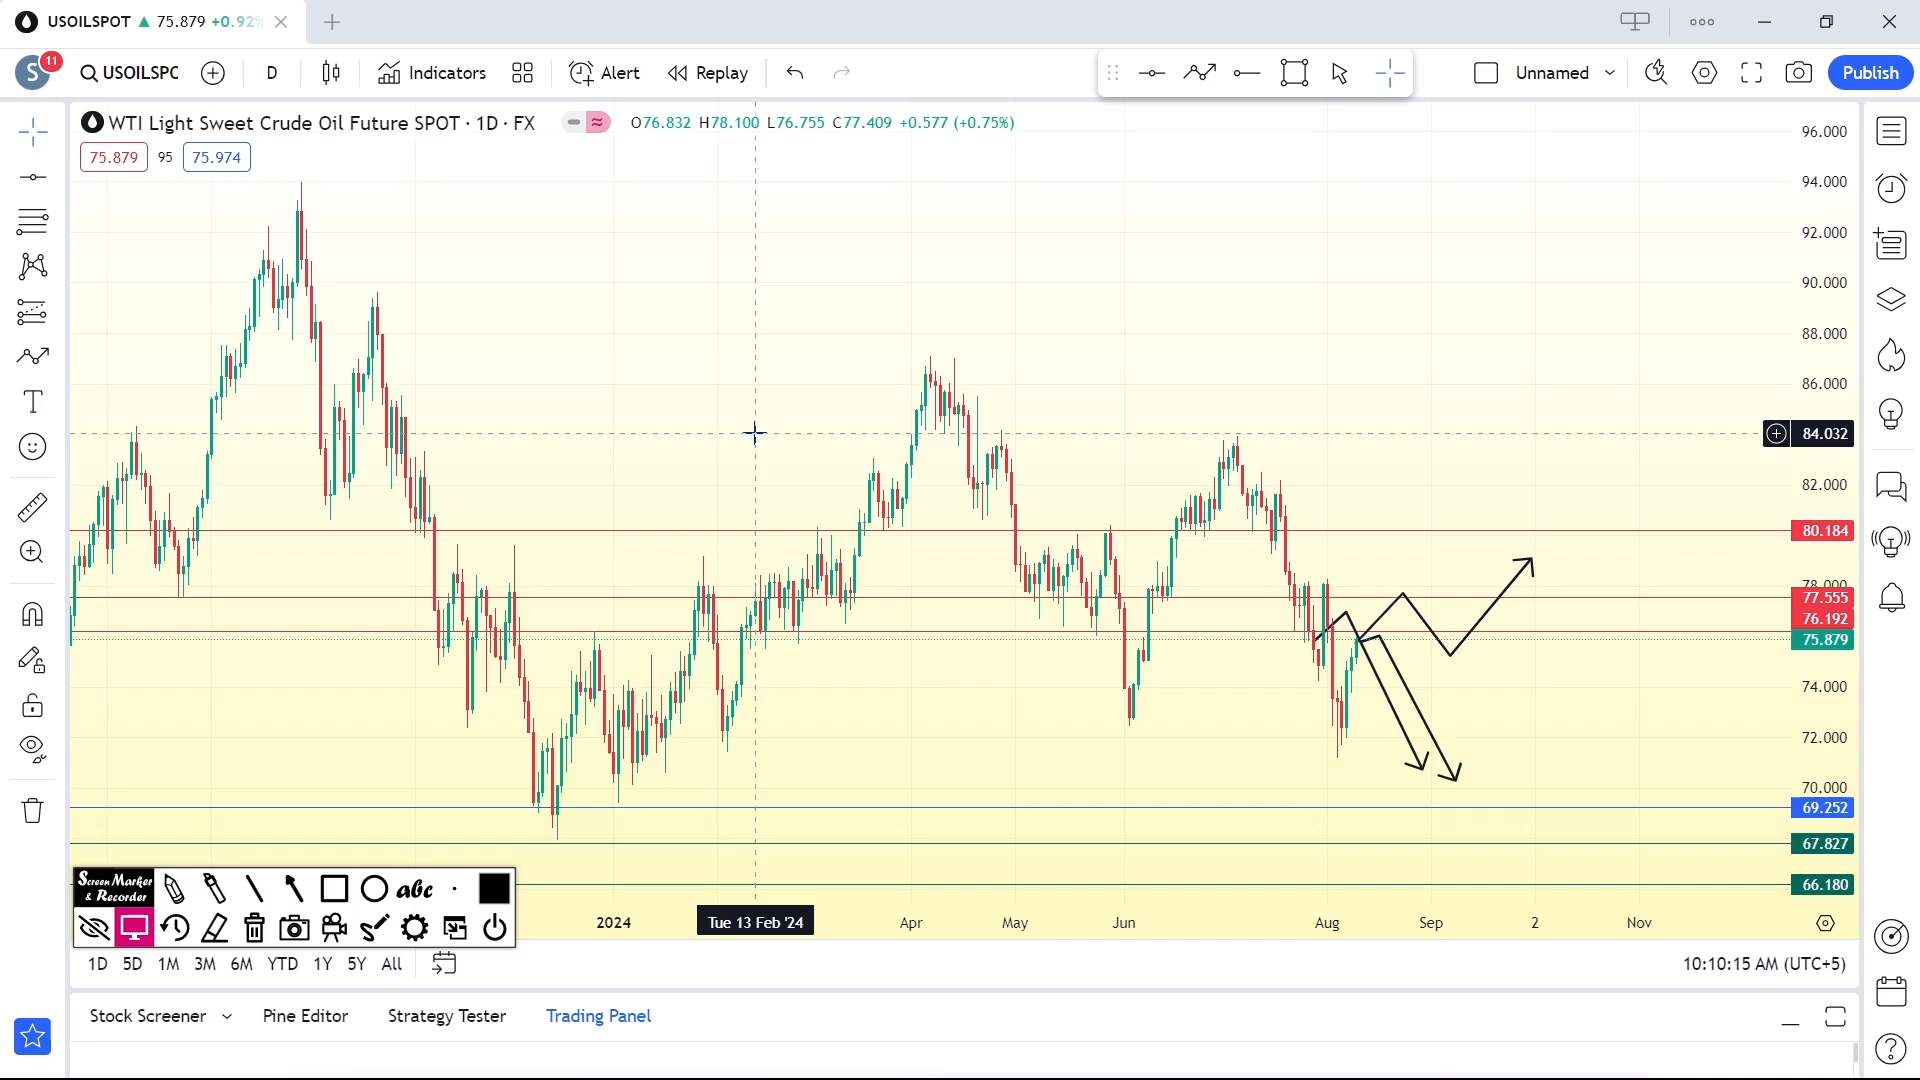 USOILSPOT ▲ 75.879 +0.92%
S 11 USOILSPC D Indicators Alert Replay Unnamed Publish
WTI Light Sweet Crude Oil Future SPOT · 1D · FX O76.832 H78.100 L76.755 C77.409 +0.577 (+0.75%)
75.879 95 75.974
96.000
94.000
92.000
90.000
88.000
86.000
84.032
82.000
80.184
78.000
77.555
76.192
75.879
74.000
72.000
70.000
69.252
67.827
66.180
Screen Marker & Recorder abc
2024 Tue 13 Feb '24 Apr May Jun Aug Sep 2 Nov
1D 5D 1M 3M 6M YTD 1Y 5Y All 10:10:15 AM (UTC+5)
Stock Screener Pine Editor Strategy Tester Trading Panel